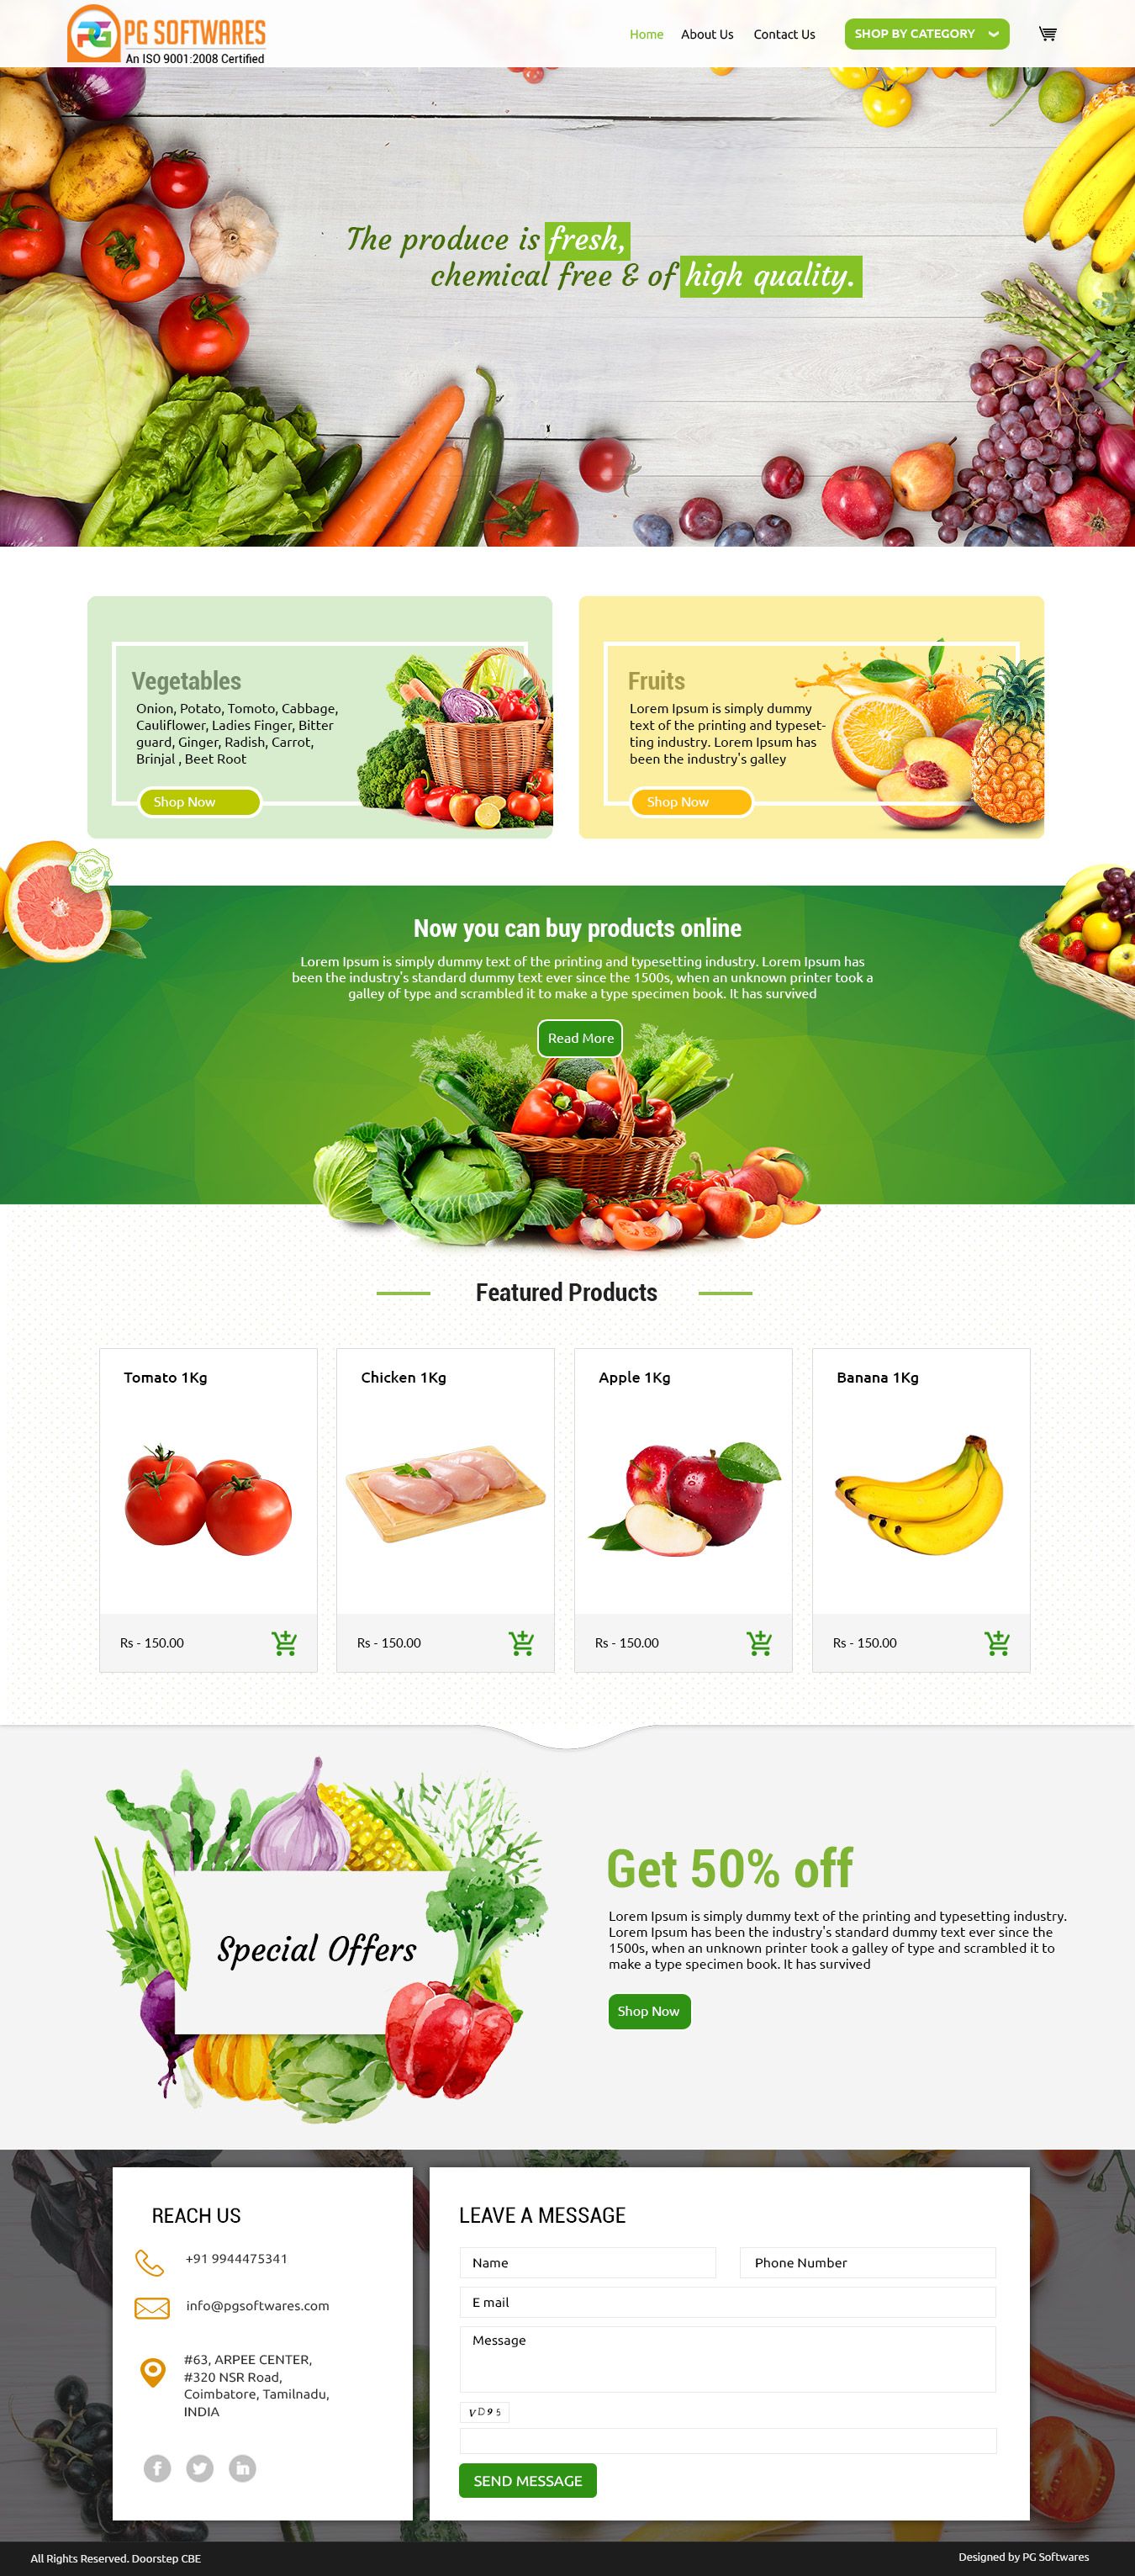 PG SOFTWARES
An ISO 9001:2008 Certified
Home About Us Contact Us SHOP BY CATEGORY
The produce is fresh,
chemical free & of high quality.
Vegetables
Onion, Potato, Tomoto, Cabbage,
Cauliflower, Ladies Finger, Bitter
guard, Ginger, Radish, Carrot,
Brinjal , Beet Root
Shop Now
Fruits
Lorem Ipsum is simply dummy
text of the printing and typeset-
ting industry. Lorem Ipsum has
been the industry's galley
Shop Now
Now you can buy products online
Lorem Ipsum is simply dummy text of the printing and typesetting industry. Lorem Ipsum has
been the industry's standard dummy text ever since the 1500s, when an unknown printer took a
galley of type and scrambled it to make a type specimen book. It has survived
Read More
Featured Products
Tomato 1Kg
Rs - 150.00
Chicken 1Kg
Rs - 150.00
Apple 1Kg
Rs - 150.00
Banana 1Kg
Rs - 150.00
Special Offers
Get 50% off
Lorem Ipsum is simply dummy text of the printing and typesetting industry.
Lorem Ipsum has been the industry's standard dummy text ever since the
1500s, when an unknown printer took a galley of type and scrambled it to
make a type specimen book. It has survived
Shop Now
REACH US
+91 9944475341
info@pgsoftwares.com
#63, ARPEE CENTER,
#320 NSR Road,
Coimbatore, Tamilnadu,
INDIA
LEAVE A MESSAGE
Name
Phone Number
E mail
Message
V D 9 5
SEND MESSAGE
All Rights Reserved. Doorstep CBE
Designed by PG Softwares